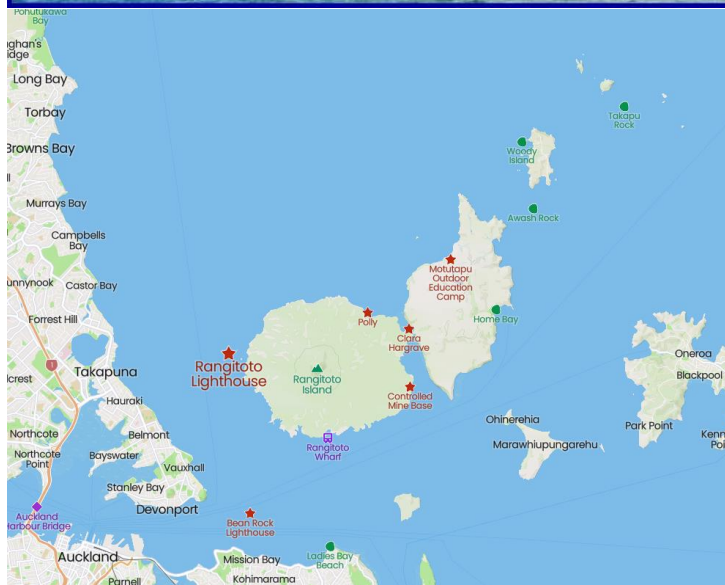 Pohutukawa
Bay
Long Bay
Torbay
Browns Bay
Murrays Bay
Campbells
Bay
Castor Bay
Forrest Hill
1
Takapuna
Hauraki
Northcote
Northcote
Point
Belmont
Bayswater
Vauxhall
Stanley Bay
Devonport
Auckland
Harbour Bridge
Auckland
Parnell
Takapu
Rock
Woody
Island
Awash Rock
Motutapu
Outdoor
Education
Camp
Home Bay
Polly
Clara
Hargrave
Rangitoto
Lighthouse
Rangitoto
Island
Controlled
Mine Base
Rangitoto
Wharf
Oneroa
Blackpool
Park Point
Ohinerehia
Marawhiupungarehu
Bean Rock
Lighthouse
Ladies Bay
Beach
Mission Bay
Kohimarama